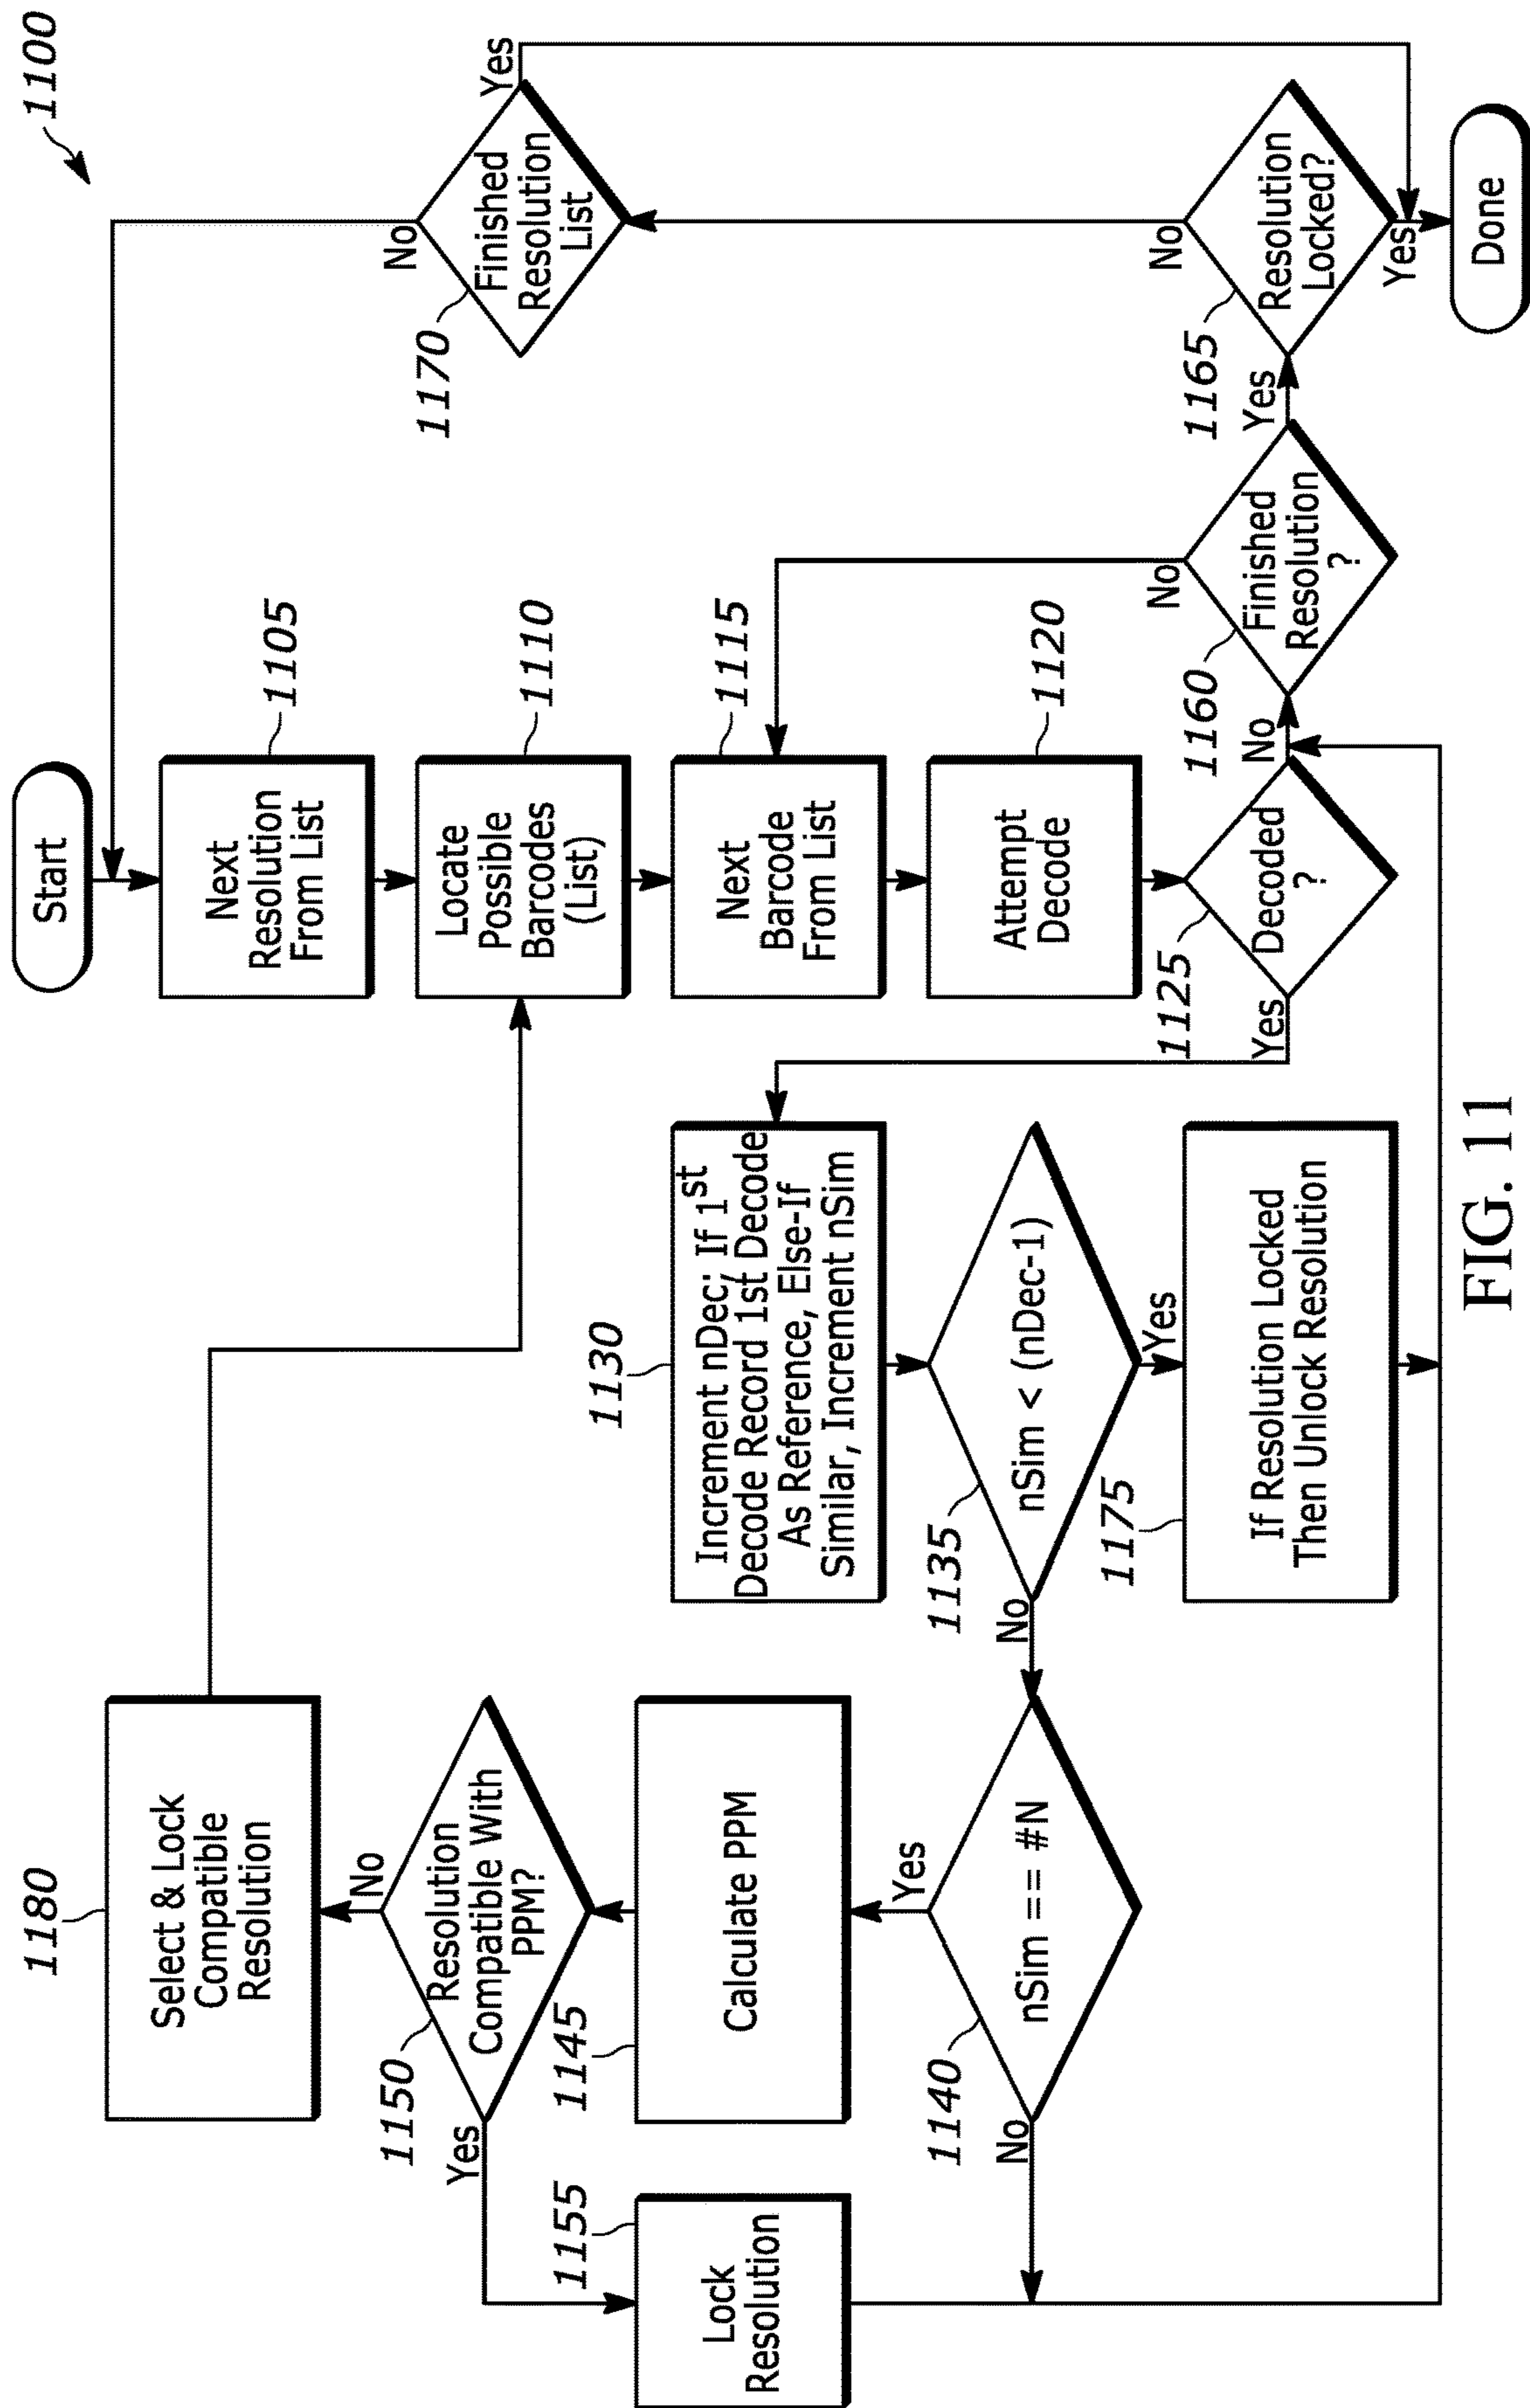 1100
Start
Next
Resolution
From List
1105
Locate
Possible
Barcodes
(List)
1110
Next
Barcode
From List
1115
Attempt
Decode
1120
Decoded
?
1125
Yes
No
Increment nDec; If 1st
Decode Record 1st Decode
As Reference, Else-If
Similar, Increment nSim
1130
nSim < (nDec-1)
1135
No
Yes
If Resolution Locked
Then Unlock Resolution
1175
nSim == #N
1140
Yes
No
Calculate PPM
1145
Resolution
Compatible With
PPM?
1150
Yes
No
Lock
Resolution
1155
Select & Lock
Compatible
Resolution
1180
Finished
Resolution
?
1160
No
Yes
Resolution
Locked?
1165
No
Yes
Finished
Resolution
List
1170
No
Yes
Done
FIG. 11